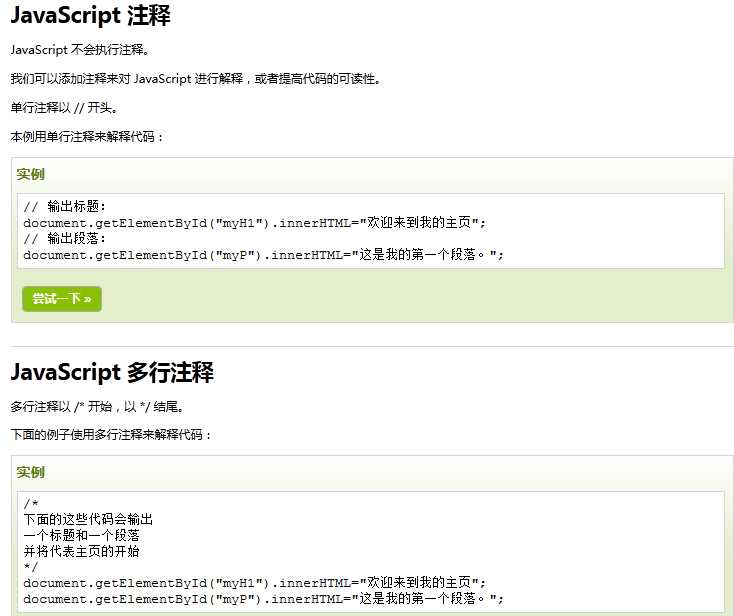 JavaScript 注释
JavaScript 不会执行注释。
我们可以添加注释来对 JavaScript 进行解释，或者提高代码的可读性。
单行注释以 // 开头。
本例用单行注释来解释代码：
实例
// 输出标题:
document.getElementById("myH1").innerHTML="欢迎来到我的主页";
// 输出段落:
document.getElementById("myP").innerHTML="这是我的第一个段落。";
尝试一下 »
JavaScript 多行注释
多行注释以 /* 开始，以 */ 结尾。
下面的例子使用多行注释来解释代码：
实例
/*
下面的这些代码会输出
一个标题和一个段落
并将代表主页的开始
*/
document.getElementById("myH1").innerHTML="欢迎来到我的主页";
document.getElementById("myP").innerHTML="这是我的第一个段落。";